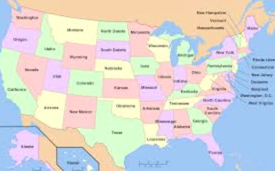 New Hampshire
Vermont
Massachusetts
Washington
Montana
North Dakota
Minnesota
Maine
Oregon
Idaho
South Dakota
Wisconsin
Michigan
New York
Wyoming
Rhode Island
Connecticut
New Jersey
Delaware
Maryland
Washington, D.C.
West Virginia
Nevada
Utah
Nebraska
Iowa
Pennsylvania
Illinois
Indiana
Ohio
California
Colorado
Kansas
Missouri
Kentucky
Virginia
North Carolina
Tennessee
South Carolina
Arizona
New Mexico
Oklahoma
Arkansas
Mississippi
Alabama
Georgia
Texas
Louisiana
Florida
Alaska
Hawaii